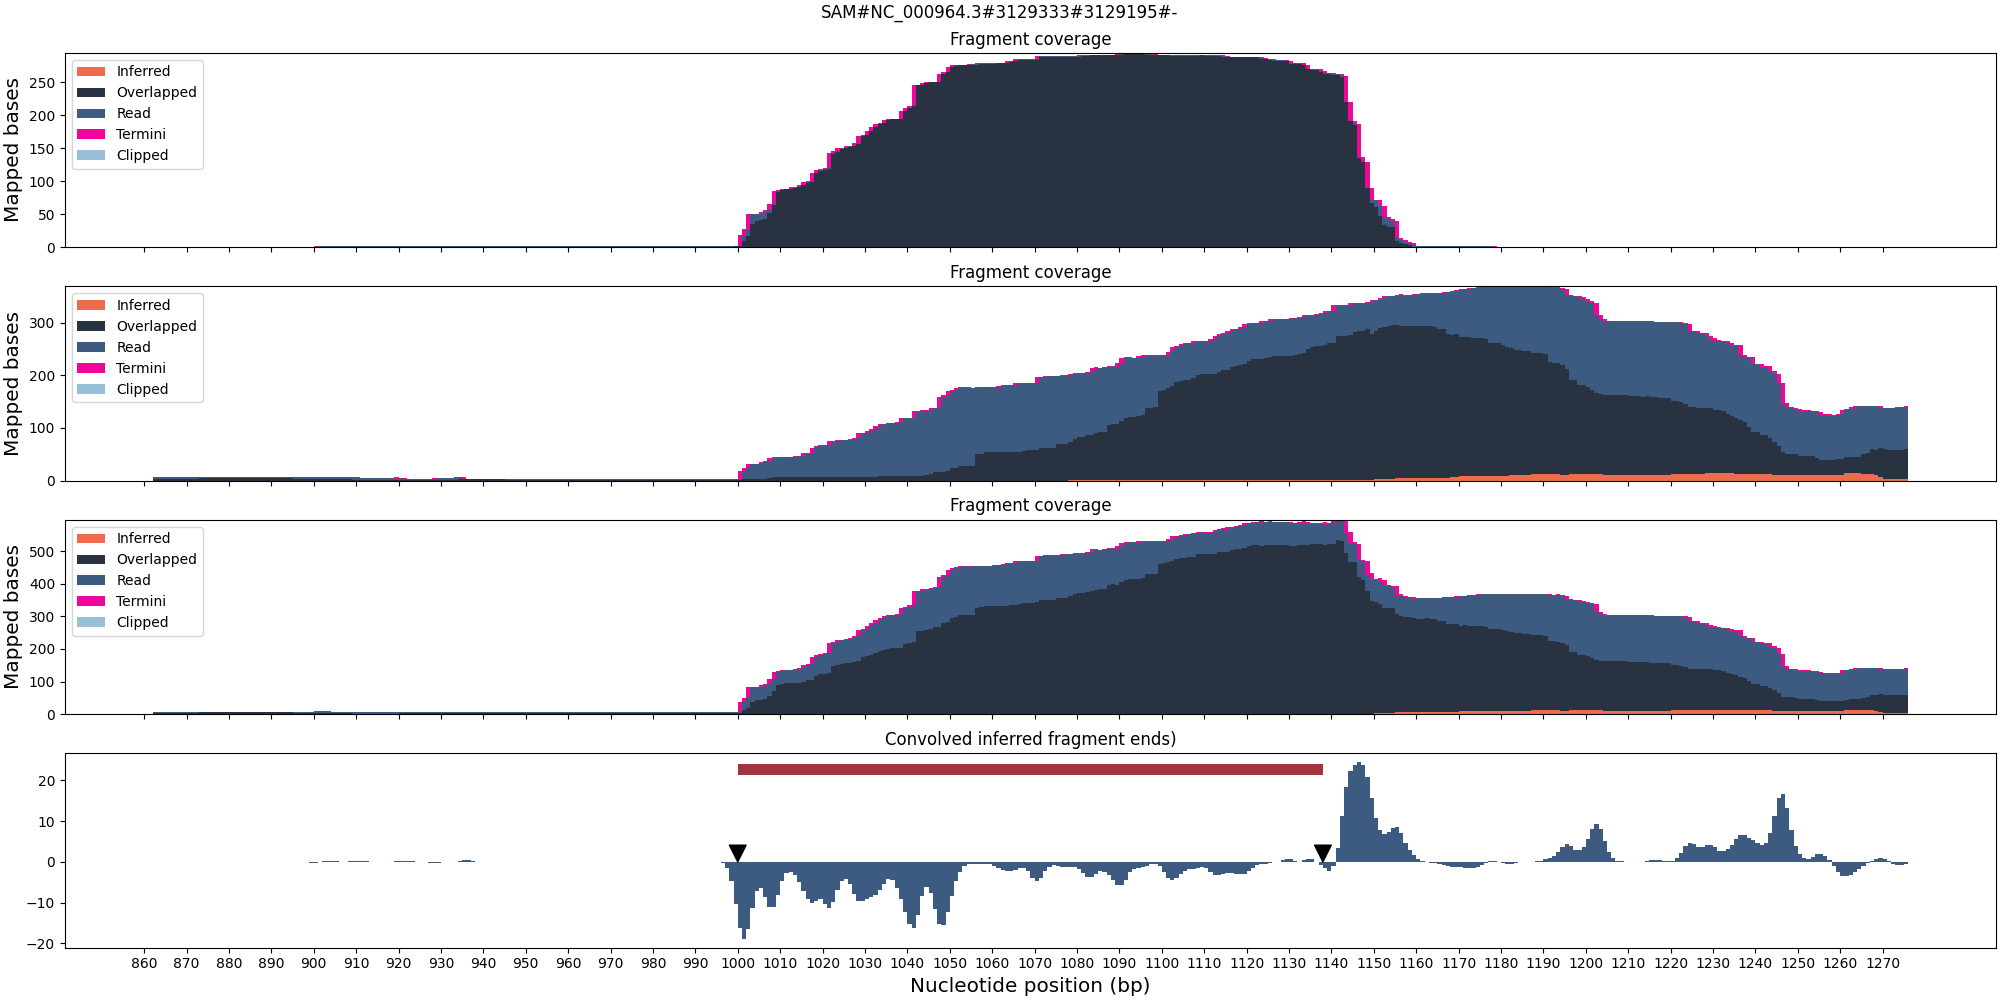 SAM#NC_000964.3#3129333#3129195#-
Fragment coverage
Mapped bases
250
200
150
100
50
0
Inferred
Overlapped
Read
Termini
Clipped
Fragment coverage
Mapped bases
300
200
100
0
Inferred
Overlapped
Read
Termini
Clipped
Fragment coverage
Mapped bases
500
400
300
200
100
0
Inferred
Overlapped
Read
Termini
Clipped
Convolved inferred fragment ends)
20
10
0
−10
−20
860 870 880 890 900 910 920 930 940 950 960 970 980 990 1000 1010 1020 1030 1040 1050 1060 1070 1080 1090 1100 1110 1120 1130 1140 1150 1160 1170 1180 1190 1200 1210 1220 1230 1240 1250 1260 1270
Nucleotide position (bp)